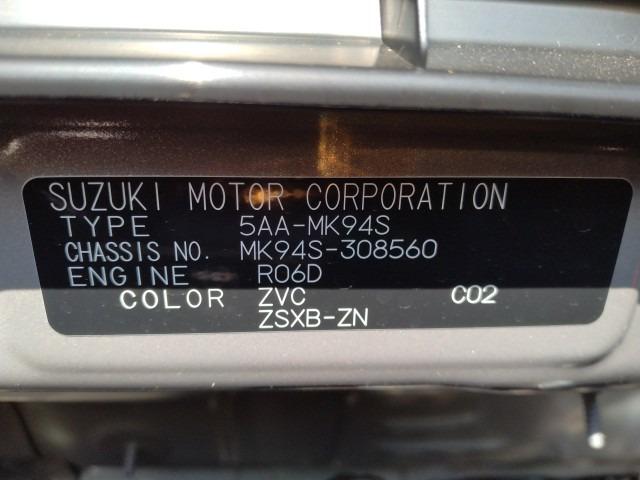 SUZUKI MOTOR CORPORATION
TYPE 5AA-MK94S
CHASSIS NO. MK94S-308560
ENGINE R06D
COLOR ZVC C02
ZSXB-ZN